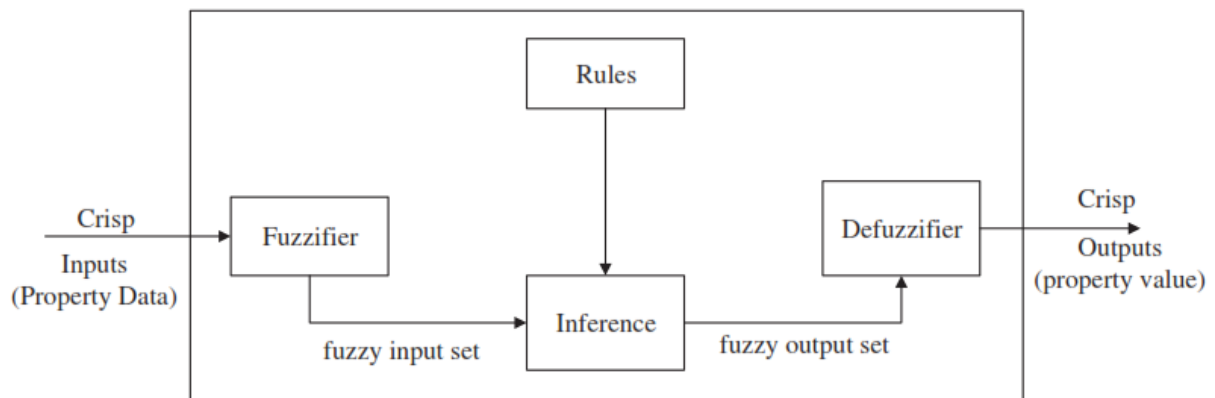 Rules
Crisp
Inputs
(Property Data)
Fuzzifier
fuzzy input set
Inference
fuzzy output set
Defuzzifier
Crisp
Outputs
(property value)